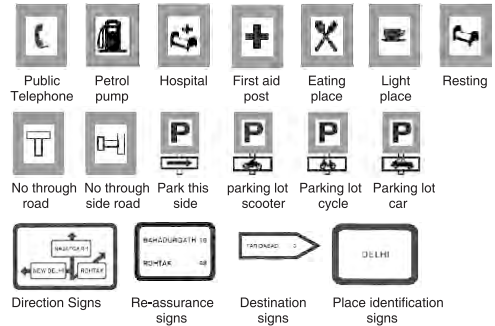 Public Telephone
Petrol pump
Hospital
First aid post
Eating place
Light place
Resting
P P P P
No through road
No through side road
Park this side
parking lot scooter
Parking lot cycle
Parking lot car
NEW DELHI
ROHTAK
BAHADURGATH 10
ROHTAK 48
DELHI
Direction Signs
Re-assurance signs
Destination signs
Place identification signs